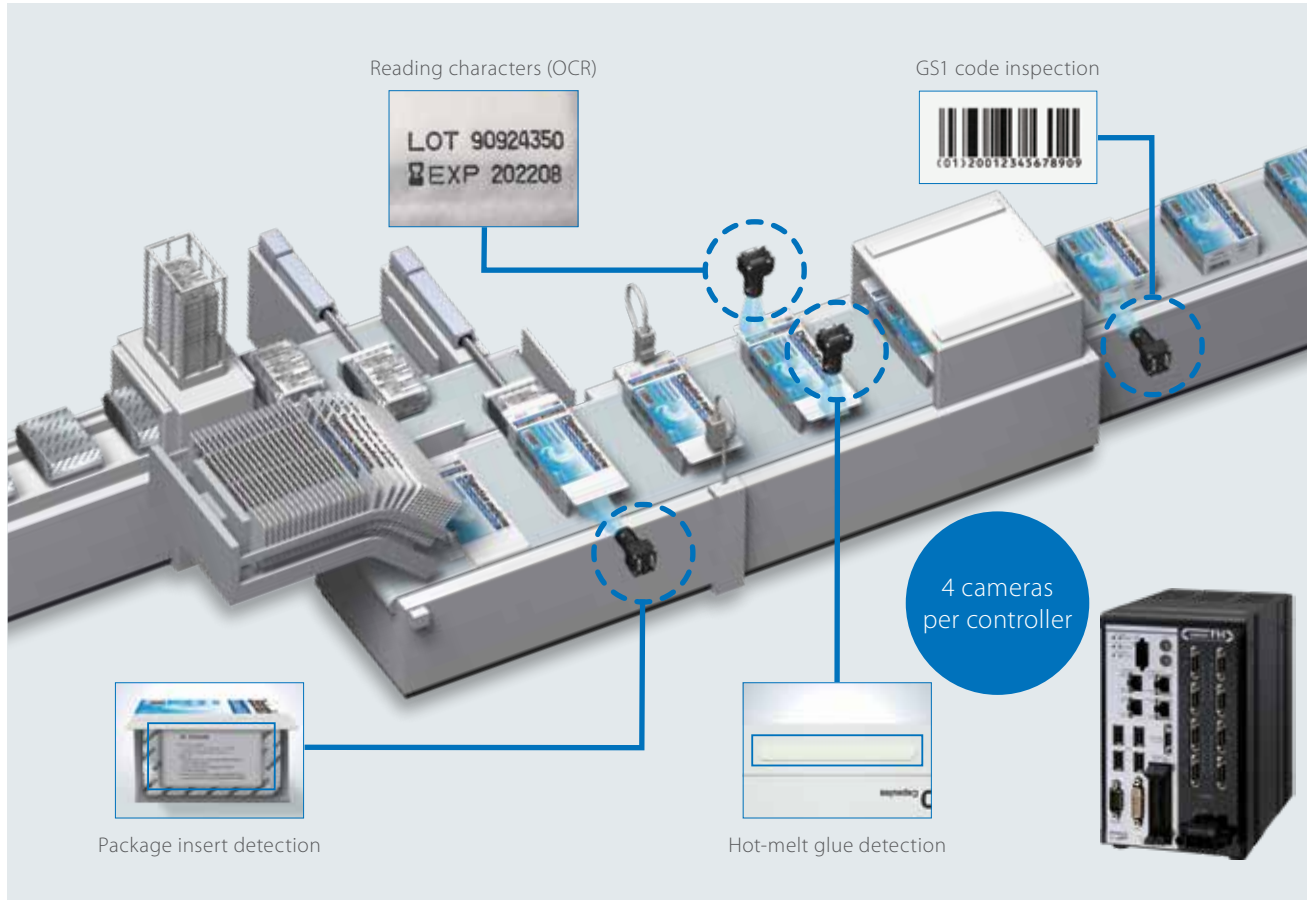 Reading characters (OCR)
GS1 code inspection
LOT 90924350
EXP 202208
(01)20012345678909
4 cameras
per controller
Capsules
Package insert detection
Hot-melt glue detection